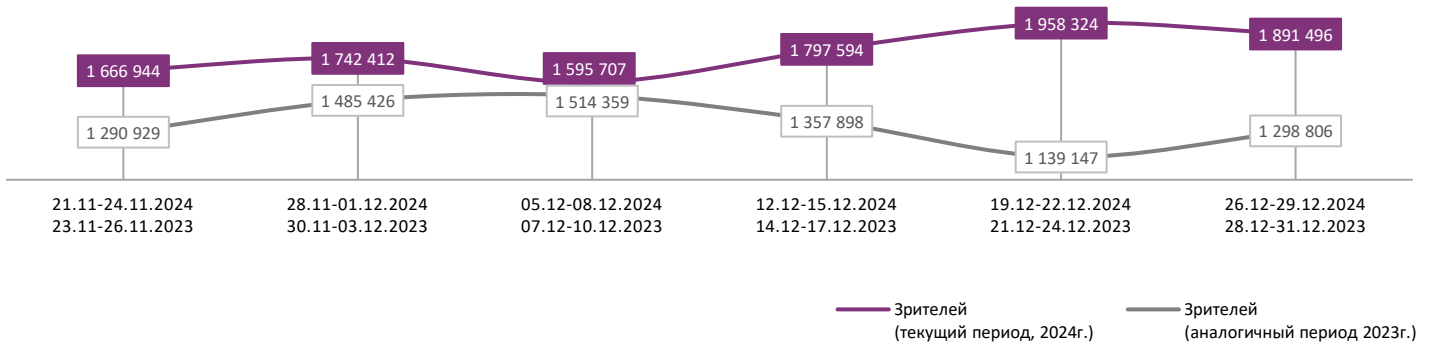 1 666 944
1 742 412
1 595 707
1 797 594
1 958 324
1 891 496
1 290 929
1 485 426
1 514 359
1 357 898
1 139 147
1 298 806
21.11-24.11.2024
23.11-26.11.2023
28.11-01.12.2024
30.11-03.12.2023
05.12-08.12.2024
07.12-10.12.2023
12.12-15.12.2024
14.12-17.12.2023
19.12-22.12.2024
21.12-24.12.2023
26.12-29.12.2024
28.12-31.12.2023
Зрителей
(текущий период, 2024г.)
Зрителей
(аналогичный период 2023г.)